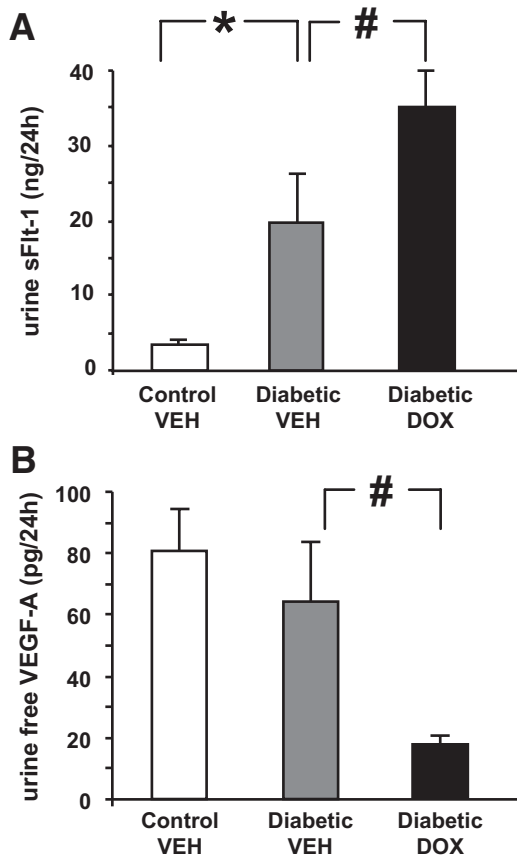 A
* #
urine sFlt-1 (ng/24h)
40
30
20
10
0
Control
VEH
Diabetic
VEH
Diabetic
DOX
B
#
urine free VEGF-A (pg/24h)
100
80
60
40
20
0
Control
VEH
Diabetic
VEH
Diabetic
DOX